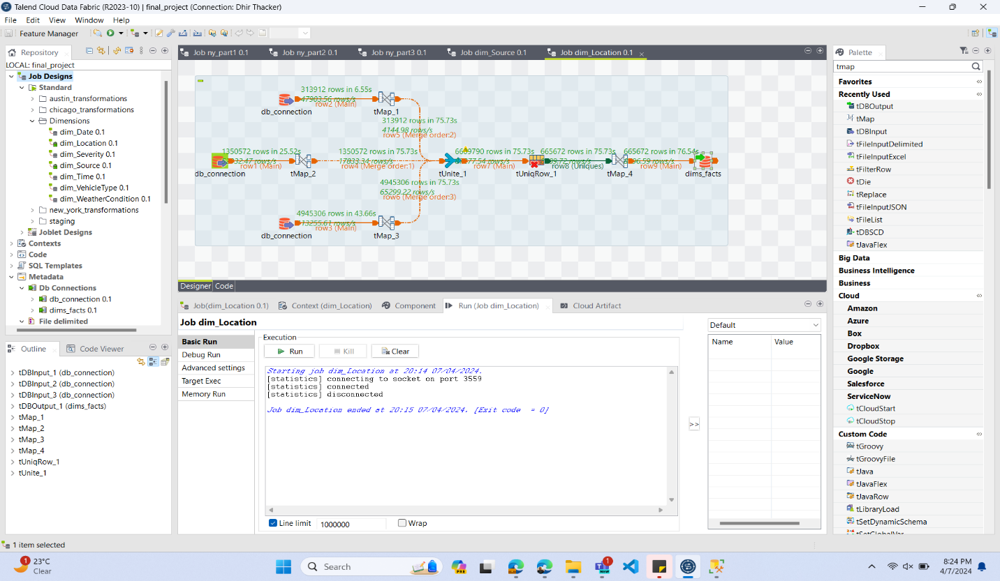 Talend Cloud Data Fabric (R2023-10) | final_project (Connection: Dhir Thacker)
File Edit View Window Help
Feature Manager
Repository
LOCAL: final_project
Job Designs
Standard
austin_transformations
chicago_transformations
Dimensions
dim_Date 0.1
dim_Location 0.1
dim_Severity 0.1
dim_Source 0.1
dim_Time 0.1
dim_VehicleType 0.1
dim_WeatherCondition 0.1
new_york_transformations
staging
Joblet Designs
Contexts
Code
SQL Templates
Metadata
Db Connections
db_connection 0.1
dims_facts 0.1
File delimited
Outline Code Viewer
tDBInput_1 (db_connection)
tDBInput_2 (db_connection)
tDBInput_3 (db_connection)
tDBOutput_1 (dims_facts)
tMap_1
tMap_2
tMap_3
tMap_4
tUniqRow_1
tUnite_1
Job ny_part1 0.1 Job ny_part2 0.1 Job ny_part3 0.1 Job dim_Source 0.1 Job dim_Location 0.1
313912 rows in 6.55s
47903.56 rows/s
row2 (Main)
db_connection tMap_1
313912 rows in 75.73s
4144.98 rows/s
row5 (Merge order:2)
1350572 rows in 25.52s 1350572 rows in 75.73s 6609790 rows in 75.73s 665672 rows in 75.73s 665672 rows in 76.54s
17833.34 rows/s
row1 (Main) row4 (Merge order:1) row7 (Main) row8 (Uniques) row9 (Main)
db_connection tMap_2 tUnite_1 tUniqRow_1 tMap_4 dims_facts
4945306 rows in 75.73s
65299.22 rows/s
row6 (Merge order:3)
4945306 rows in 43.66s
113255.61 rows/s
row3 (Main)
db_connection tMap_3
Designer Code
Job(dim_Location 0.1) Context (dim_Location) Component Run (Job dim_Location) Cloud Artifact
Job dim_Location
Basic Run
Debug Run
Advanced settings
Target Exec
Memory Run
Execution
Run Kill Clear
Starting job dim_Location at 20:14 07/04/2024.
[statistics] connecting to socket on port 3559
[statistics] connected
[statistics] disconnected
Job dim_Location ended at 20:15 07/04/2024. [Exit code = 0]
Line limit 1000000 Wrap
>>
Default
Name Value
Palette
tmap
Favorites
Recently Used
tDBOutput
tMap
tDBInput
tFileInputDelimited
tFileInputExcel
tFilterRow
tDie
tReplace
tFileInputJSON
tFileList
tDBSCD
tJavaFlex
Big Data
Business Intelligence
Business
Cloud
Amazon
Azure
Box
Dropbox
Google Storage
Google
Salesforce
ServiceNow
tCloudStart
tCloudStop
Custom Code
tGroovy
tGroovyFile
tJava
tJavaFlex
tJavaRow
tLibraryLoad
tSetDynamicSchema
tSetGlobalVar
1 item selected
1
23°C
Clear
Search
PRE
1
NEW
8:24 PM
4/7/2024